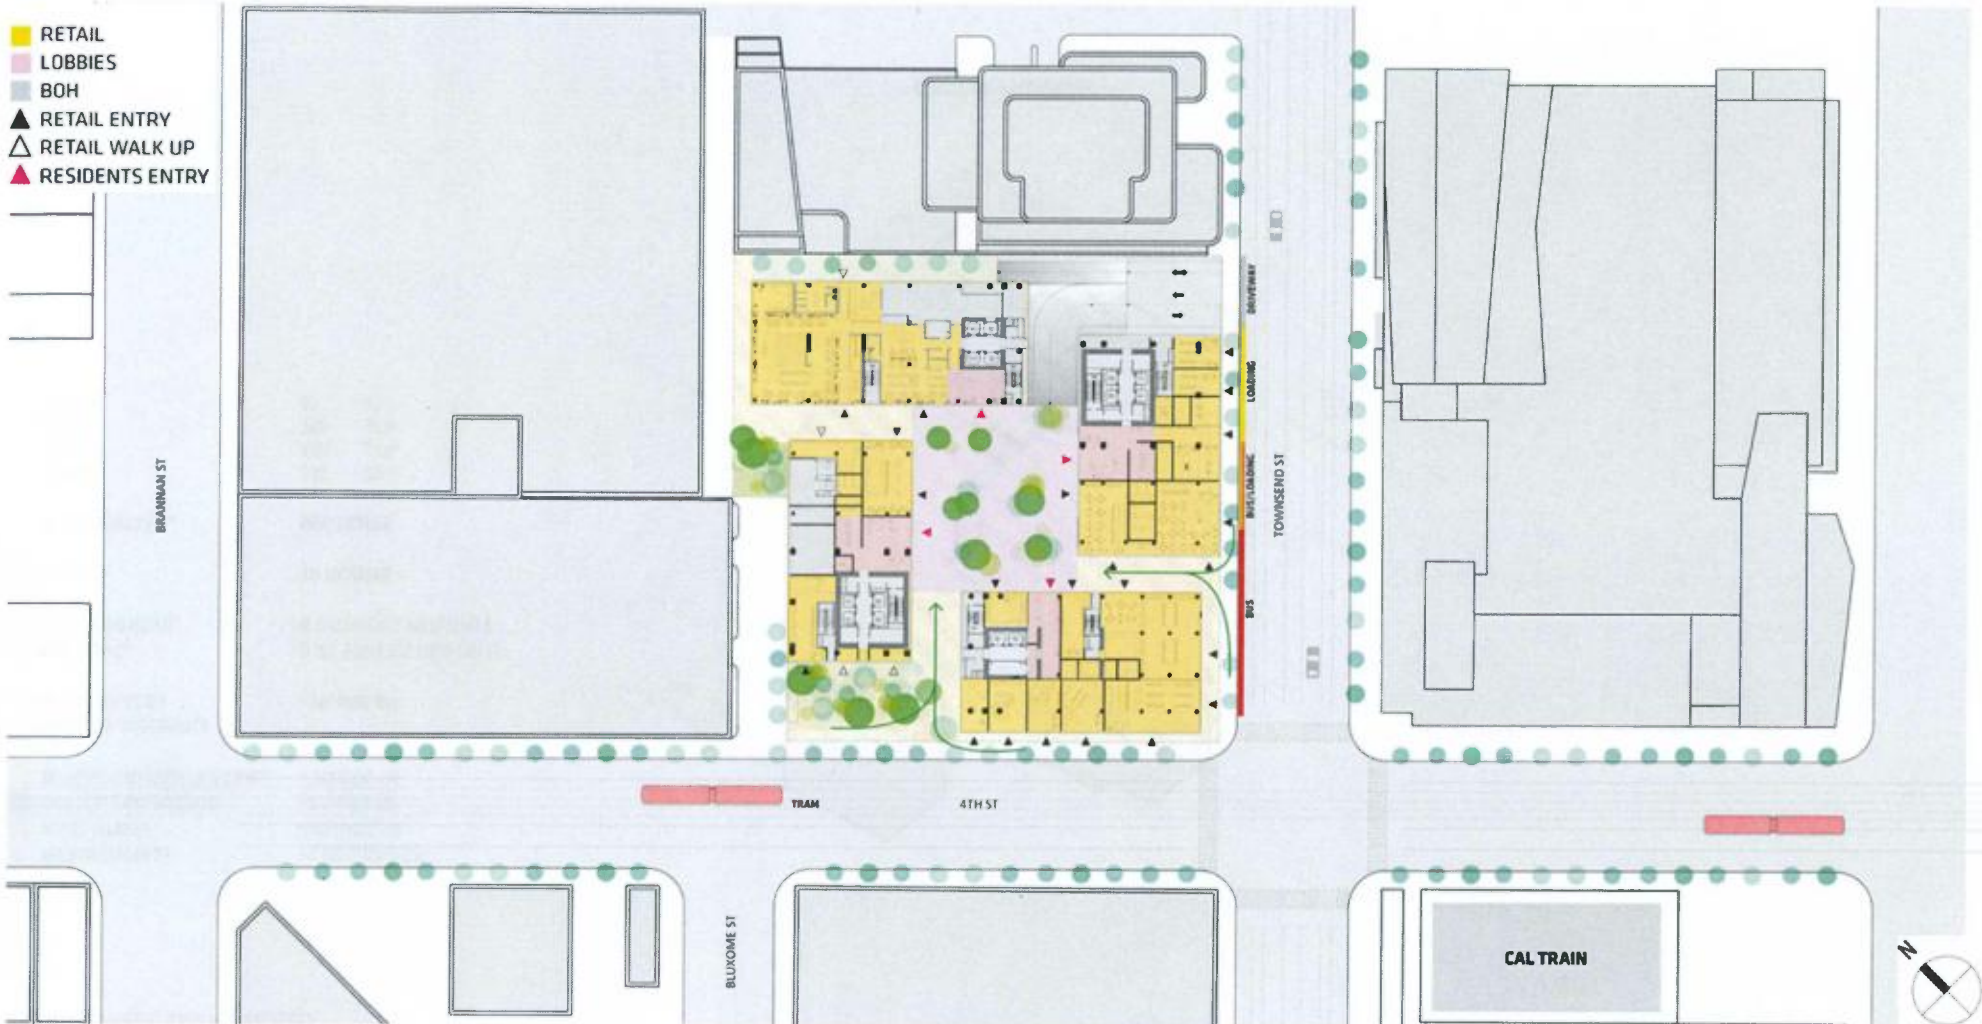 RETAIL
LOBBIES
BOH
RETAIL ENTRY
RETAIL WALK UP
RESIDENTS ENTRY
BRANNAN ST
DRIVEWAY
LOADING
BUS/LOADING
BUS
TOWNSEND ST
TRAM
4TH ST
BLUXOME ST
CAL TRAIN
N